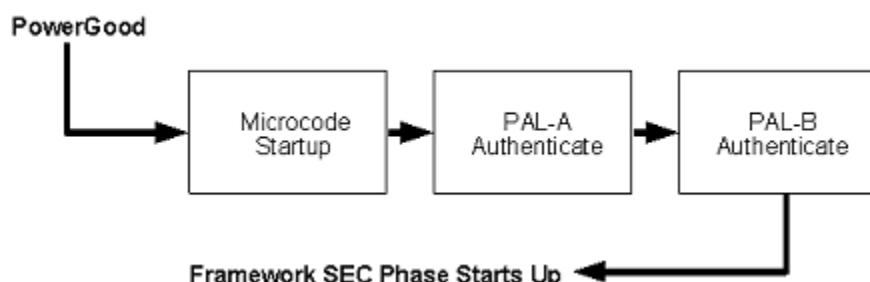 PowerGood
Microcode
Startup
PAL-A
Authenticate
PAL-B
Authenticate
Framework SEC Phase Starts Up